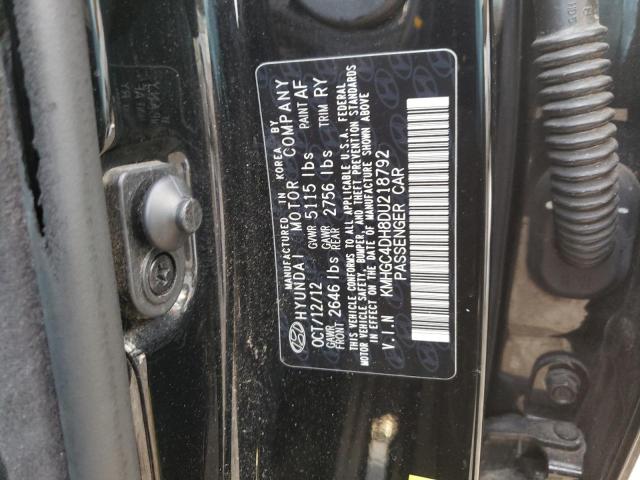 MANUFACTURED IN KOREA BY
HYUNDAI MOTOR COMPANY
OCT/12/12 GVWR 5115 lbs PAINT AF
GAWR FRONT 2646 lbs GAWR REAR 2756 lbs TRIM RY
THIS VEHICLE CONFORMS TO ALL APPLICABLE U.S.A. FEDERAL
MOTOR VEHICLE SAFETY, BUMPER, AND THEFT PREVENTION STANDARDS
IN EFFECT ON THE DATE OF MANUFACTURE SHOWN ABOVE
V.I.N KMHGC4DH8DU218792
PASSENGER CAR